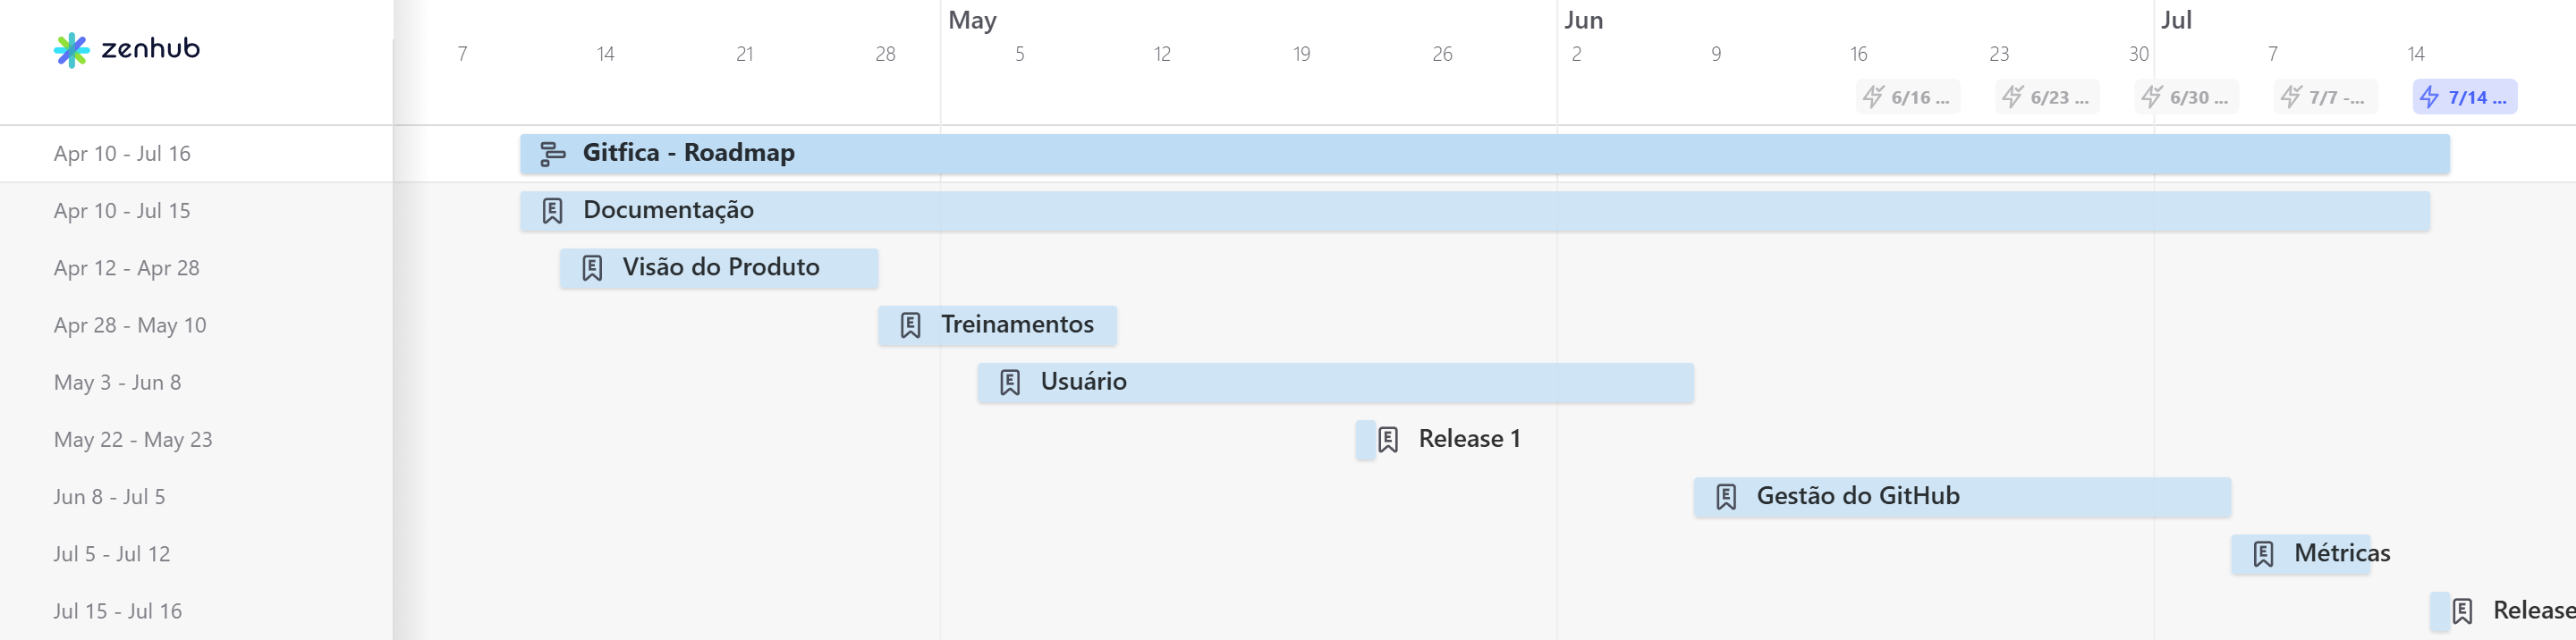 zenhub
May Jun Jul
7 14 21 28 5 12 19 26 2 9 16 23 30 7 14
6/16 ... 6/23 ... 6/30 ... 7/7 -... 7/14 ...
Apr 10 - Jul 16 Gitfica - Roadmap
Apr 10 - Jul 15 Documentação
Apr 12 - Apr 28 Visão do Produto
Apr 28 - May 10 Treinamentos
May 3 - Jun 8 Usuário
May 22 - May 23 Release 1
Jun 8 - Jul 5 Gestão do GitHub
Jul 5 - Jul 12 Métricas
Jul 15 - Jul 16 Release